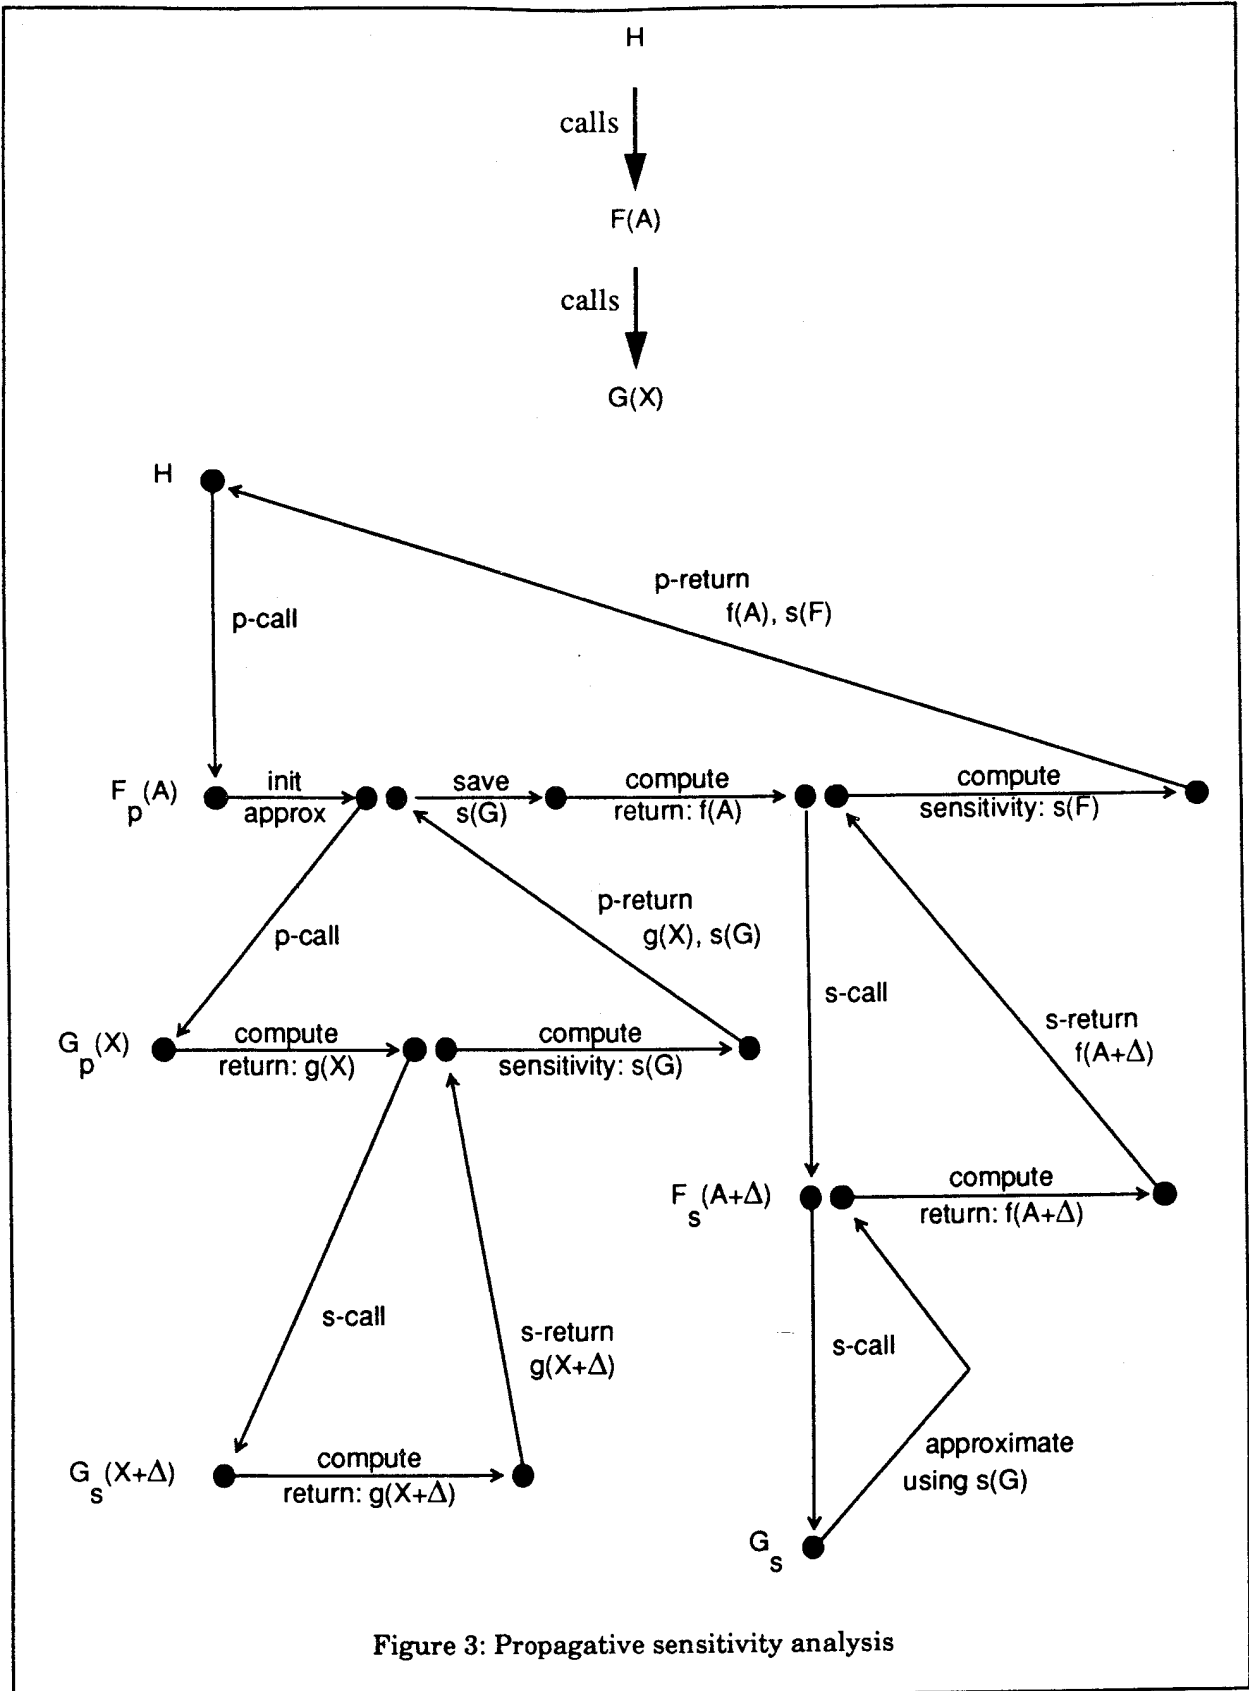 H
calls
F(A)
calls
G(X)
H
p-return
f(A), s(F)
p-call
F_p(A)
init
approx
save
s(G)
compute
return: f(A)
compute
sensitivity: s(F)
p-return
g(X), s(G)
p-call
s-call
s-return
f(A+Δ)
G_p(X)
compute
return: g(X)
compute
sensitivity: s(G)
F_s(A+Δ)
compute
return: f(A+Δ)
s-call
s-return
g(X+Δ)
s-call
approximate
using s(G)
G_s(X+Δ)
compute
return: g(X+Δ)
G_s
Figure 3: Propagative sensitivity analysis